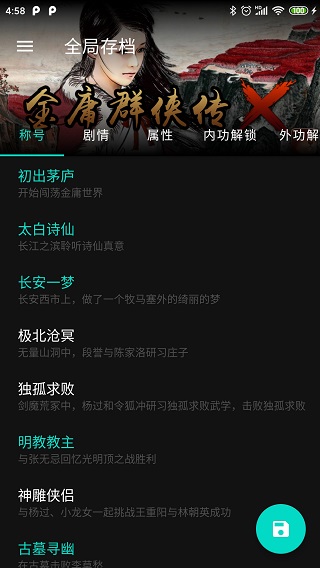 4:58
100
全局存档
金庸群侠传X
称号
剧情
属性
内功解锁
外功解
初出茅庐
开始闯荡金庸世界
太白诗仙
长江之滨聆听诗仙真意
长安一梦
长安西市上，做了一个牧马塞外的绮丽的梦
极北沧冥
无量山洞中，段誉与陈家洛研习庄子
独孤求败
剑魔荒冢中，杨过和令狐冲研习独孤求败武学，击败独孤求败
明教教主
与张无忌回忆光明顶之战胜利
神雕侠侣
与杨过、小龙女一起挑战王重阳与林朝英成功
古墓寻幽
在古墓击败李莫愁